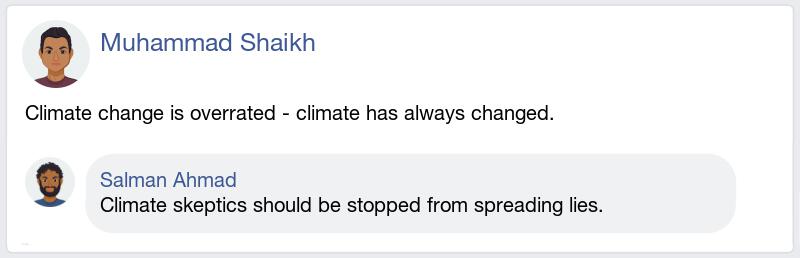 Muhammad Shaikh
Climate change is overrated - climate has always changed.
Salman Ahmad
Climate skeptics should be stopped from spreading lies.